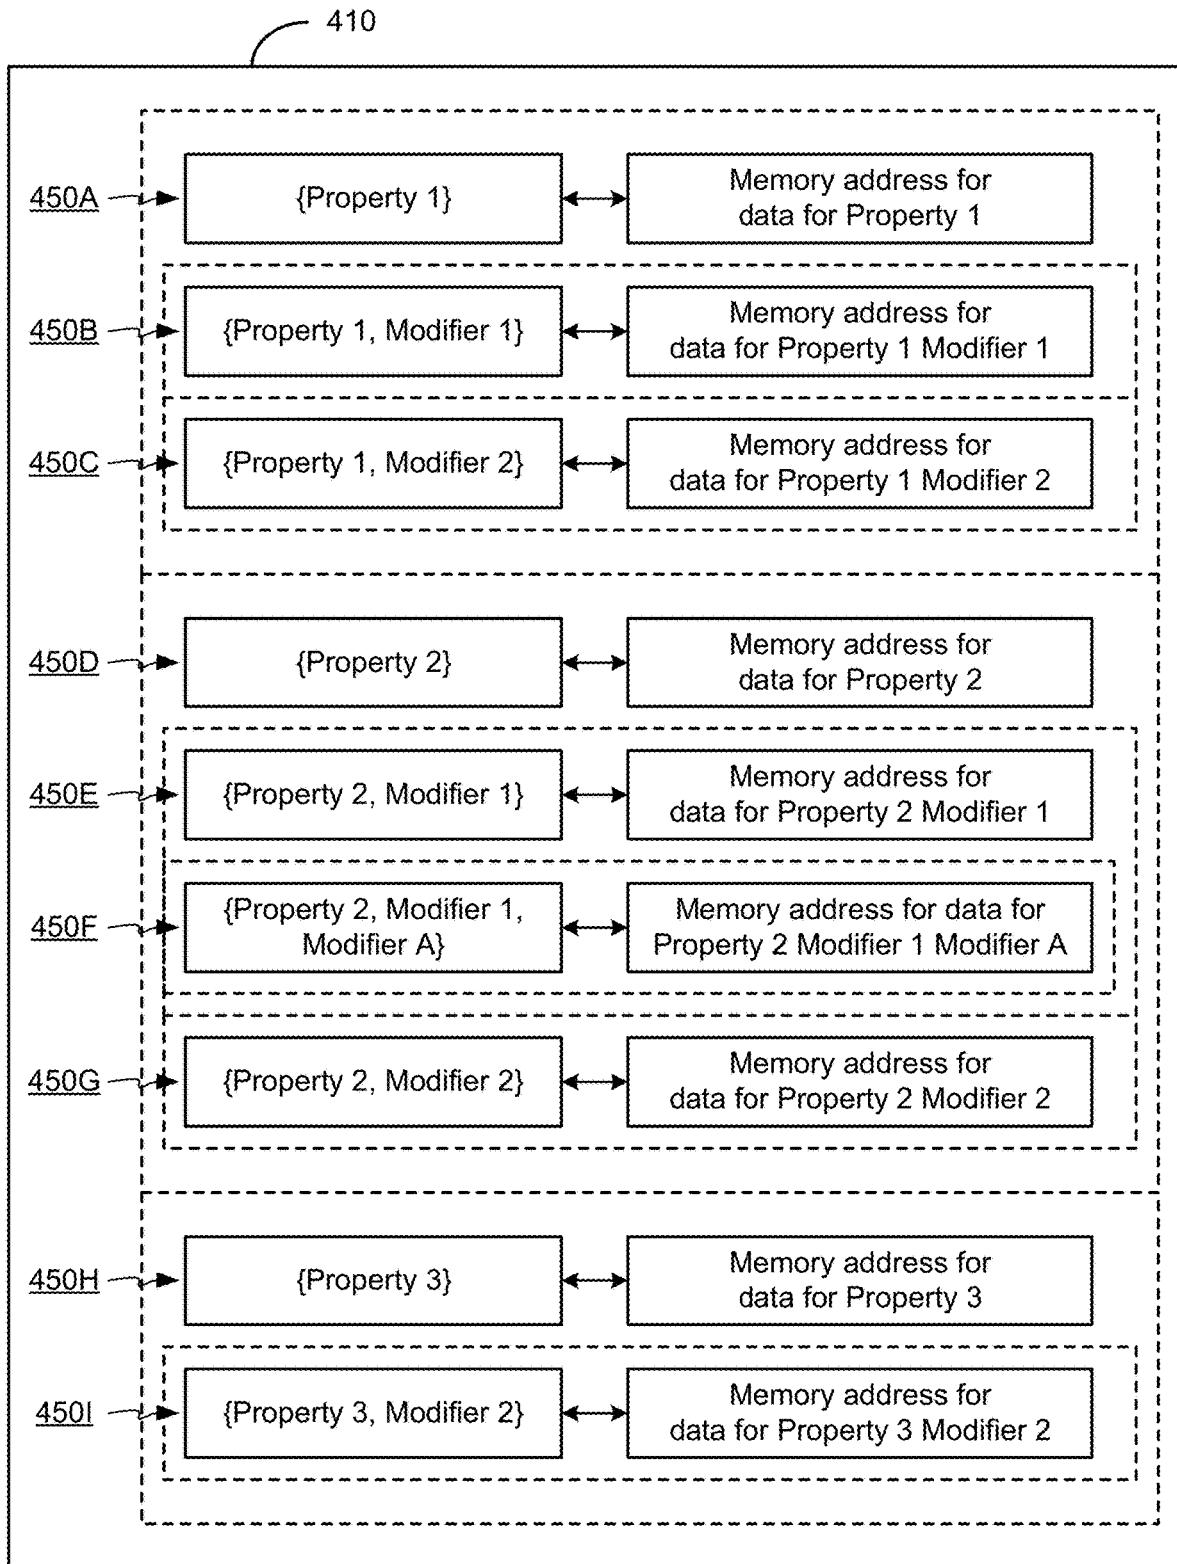 410
450A
{Property 1}
Memory address for
data for Property 1
450B
{Property 1, Modifier 1}
Memory address for
data for Property 1 Modifier 1
450C
{Property 1, Modifier 2}
Memory address for
data for Property 1 Modifier 2
450D
{Property 2}
Memory address for
data for Property 2
450E
{Property 2, Modifier 1}
Memory address for
data for Property 2 Modifier 1
450F
{Property 2, Modifier 1,
Modifier A}
Memory address for data for
Property 2 Modifier 1 Modifier A
450G
{Property 2, Modifier 2}
Memory address for
data for Property 2 Modifier 2
450H
{Property 3}
Memory address for
data for Property 3
450I
{Property 3, Modifier 2}
Memory address for
data for Property 3 Modifier 2